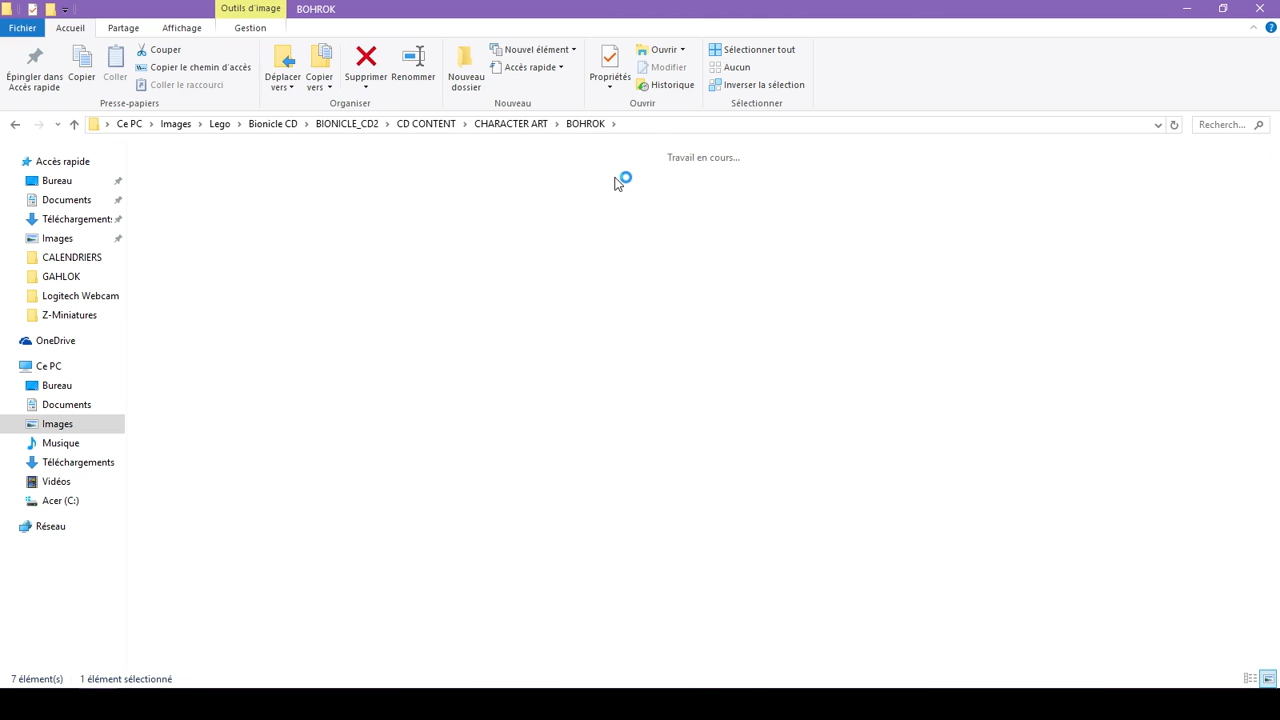 Outils d'image BOHROK
Fichier Accueil Partage Affichage Gestion
Épingler dans Accès rapide
Copier
Coller
Couper
Copier le chemin d'accès
Coller le raccourci
Presse-papiers
Déplacer vers
Copier vers
Supprimer
Renommer
Organiser
Nouveau dossier
Nouvel élément
Accès rapide
Nouveau
Propriétés
Ouvrir
Modifier
Historique
Ouvrir
Sélectionner tout
Aucun
Inverser la sélection
Sélectionner
Ce PC > Images > Lego > Bionicle CD > BIONICLE_CD2 > CD CONTENT > CHARACTER ART > BOHROK >
Recherch...
Travail en cours...
Accès rapide
Bureau
Documents
Téléchargement:
Images
CALENDRIERS
GAHLOK
Logitech Webcam
Z-Miniatures
OneDrive
Ce PC
Bureau
Documents
Images
Musique
Téléchargements
Vidéos
Acer (C:)
Réseau
7 élément(s) 1 élément sélectionné